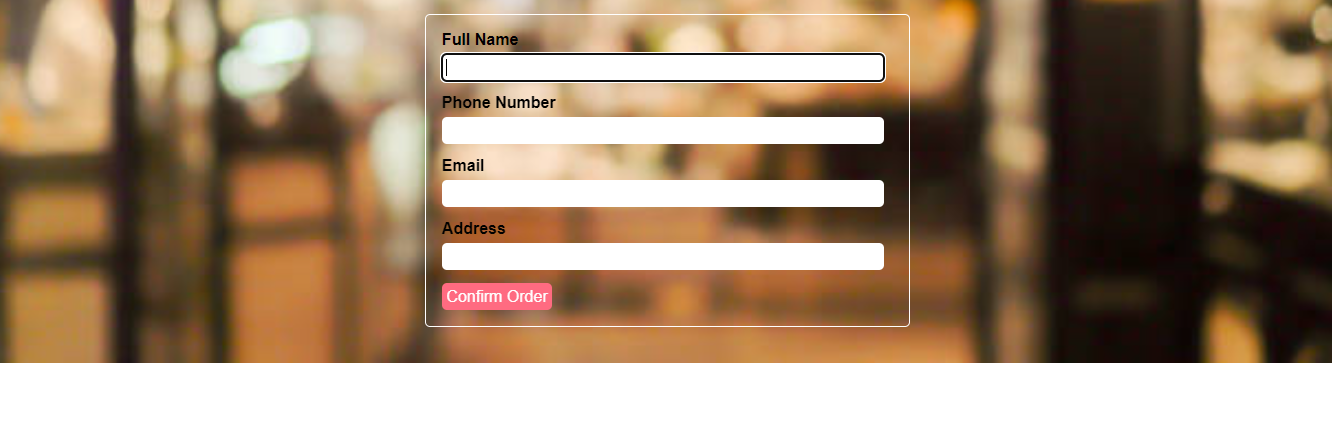 Full Name
Phone Number
Email
Address
Confirm Order